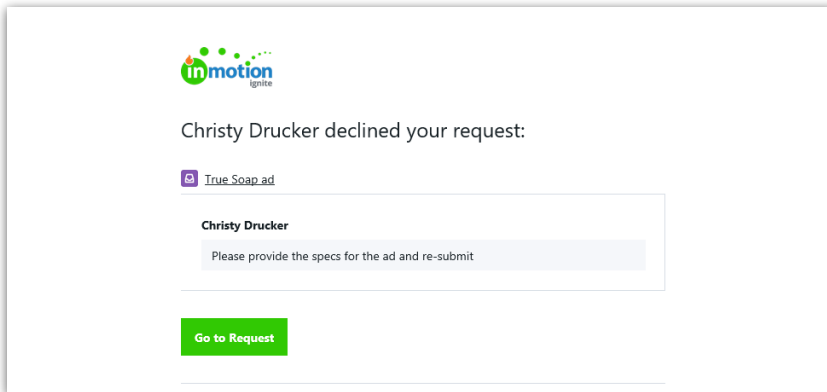 inmotion
ignite
Christy Drucker declined your request:
True Soap ad
Christy Drucker
Please provide the specs for the ad and re-submit
Go to Request